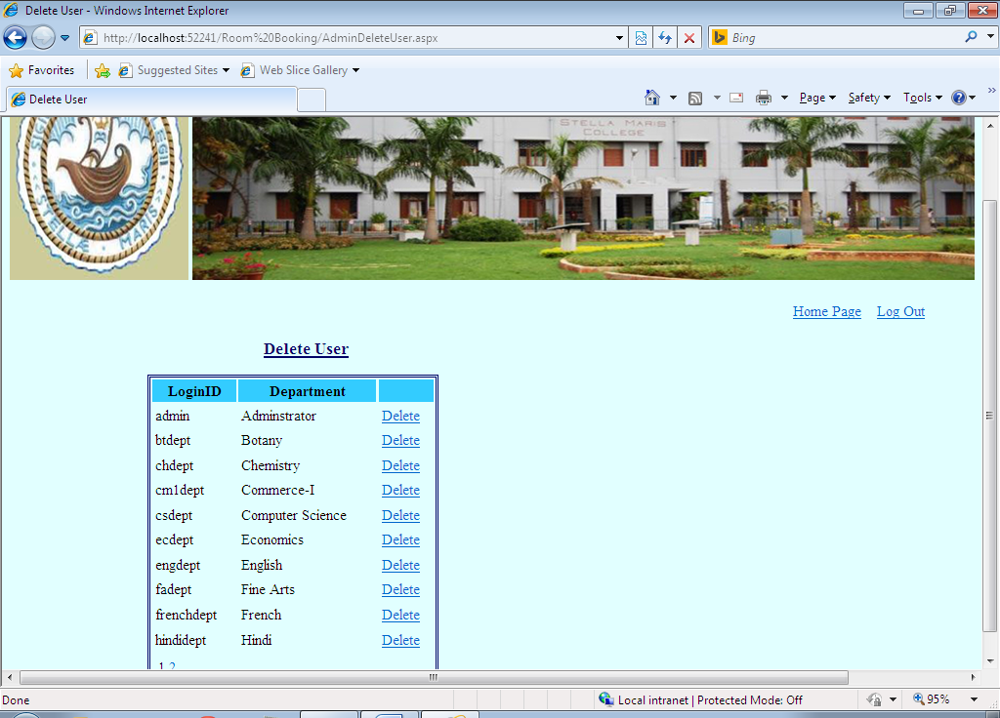 Delete User - Windows Internet Explorer
http://localhost:52241/Room%20Booking/AdminDeleteUser.aspx
Bing
Favorites
Suggested Sites
Web Slice Gallery
Delete User
Page
Safety
Tools
STELLA MARIS
COLLEGE
STELLA MARIS
Home Page
Log Out
Delete User
LoginID Department
admin Adminstrator Delete
btdept Botany Delete
chdept Chemistry Delete
cm1dept Commerce-I Delete
csdept Computer Science Delete
ecdept Economics Delete
engdept English Delete
fadept Fine Arts Delete
frenchdept French Delete
hindidept Hindi Delete
1 2
Done
Local intranet | Protected Mode: Off
95%